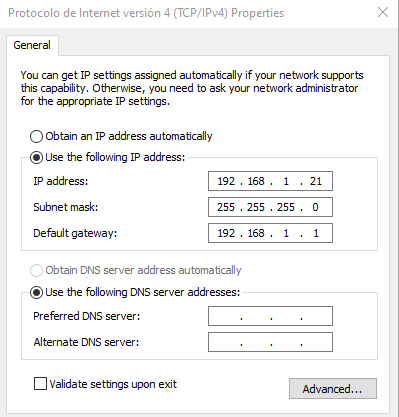 Protocolo de Internet versión 4 (TCP/IPv4) Properties
General
You can get IP settings assigned automatically if your network supports
this capability. Otherwise, you need to ask your network administrator
for the appropriate IP settings.
Obtain an IP address automatically
Use the following IP address:
IP address: 192 . 168 . 1 . 21
Subnet mask: 255 . 255 . 255 . 0
Default gateway: 192 . 168 . 1 . 1
Obtain DNS server address automatically
Use the following DNS server addresses:
Preferred DNS server: . . .
Alternate DNS server: . . .
Validate settings upon exit
Advanced...